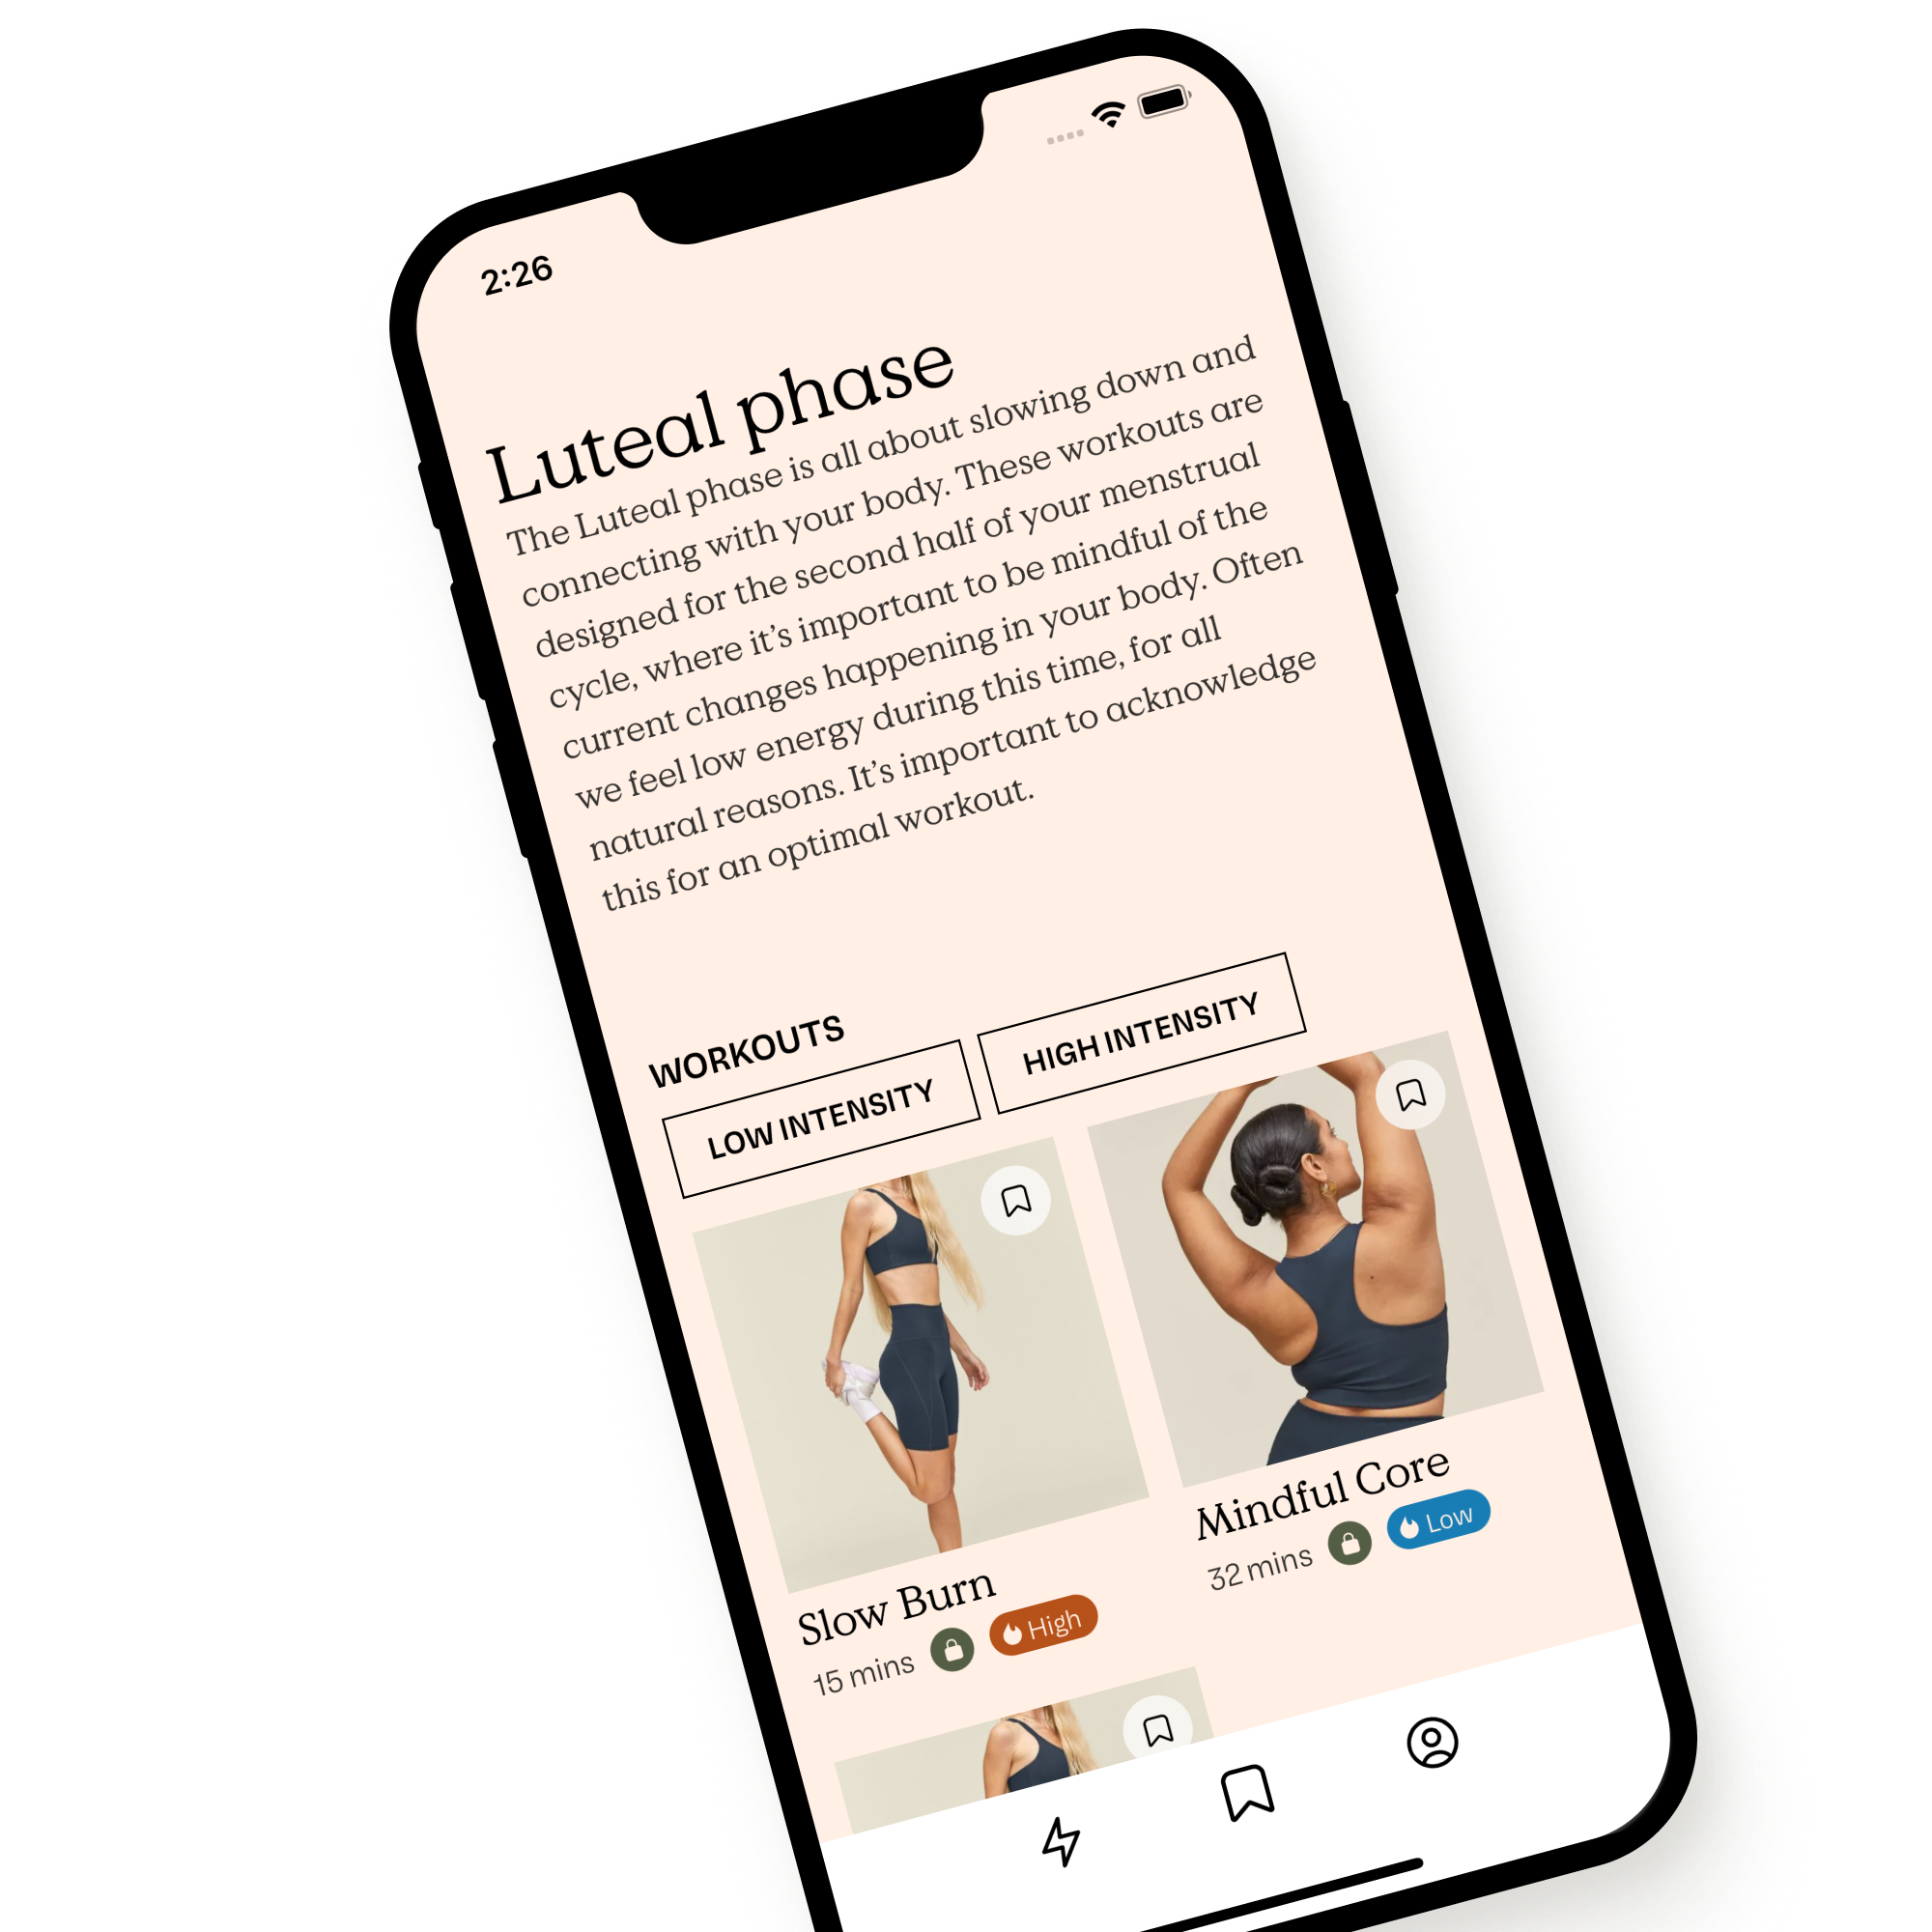 2:26
Luteal phase
The Luteal phase is all about slowing down and
connecting with your body. These workouts are
designed for the second half of your menstrual
cycle, where it’s important to be mindful of the
current changes happening in your body. Often
we feel low energy during this time, for all
natural reasons. It’s important to acknowledge
this for an optimal workout.
WORKOUTS
LOW INTENSITY
HIGH INTENSITY
Slow Burn
15 mins
High
Mindful Core
32 mins
Low